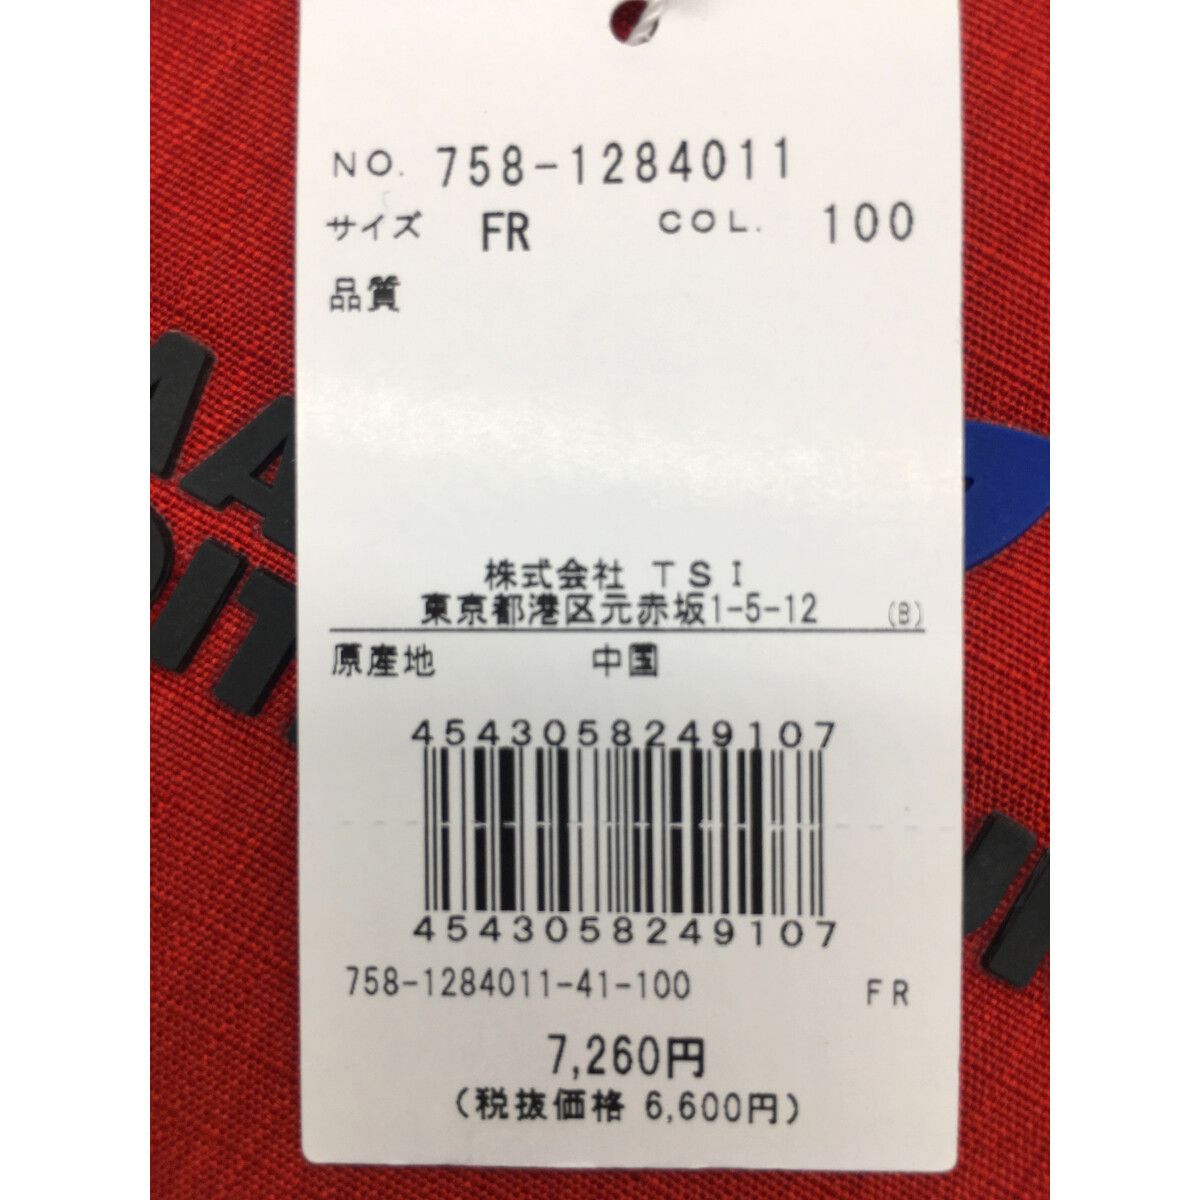 NO. 758-1284011
サイズ FR COL. 100
品質
株式会社 TSI
東京都港区元赤坂1-5-12 (B)
原産地 中国
4543058249107
4543058249107
758-1284011-41-100 FR
7,260円
(税抜価格 6,600円)